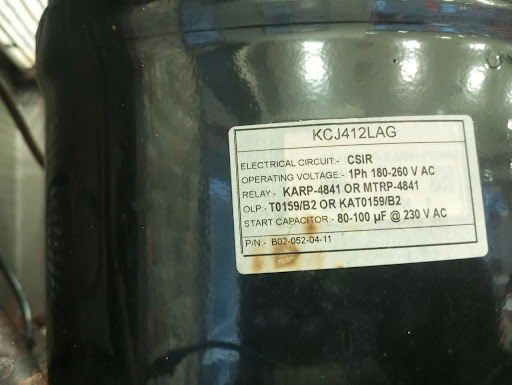 KCJ412LAG
ELECTRICAL CIRCUIT:- CSIR
OPERATING VOLTAGE:- 1Ph 180-260 V AC
RELAY:- KARP-4841 OR MTRP-4841
OLP:- T0159/B2 OR KAT0159/B2
START CAPACITOR:- 80-100 µF @ 230 V AC
P/N:- B02-052-04-11